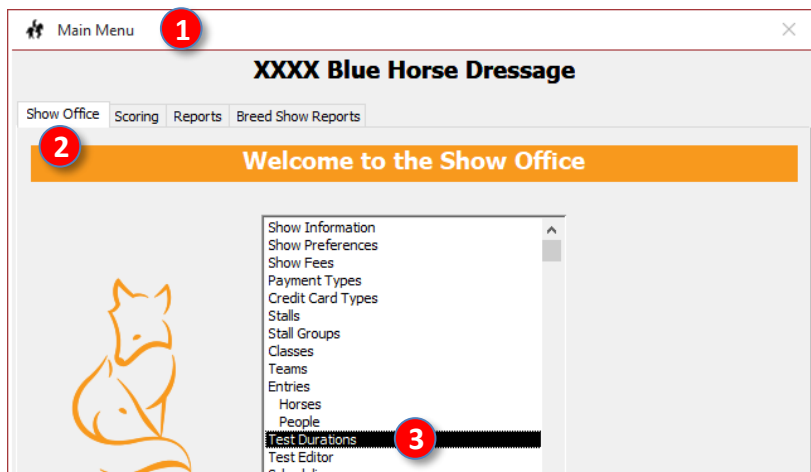 Main Menu 1
XXXX Blue Horse Dressage
Show Office Scoring Reports Breed Show Reports
2
Welcome to the Show Office
Show Information
Show Preferences
Show Fees
Payment Types
Credit Card Types
Stalls
Stall Groups
Classes
Teams
Entries
Horses
People
Test Durations 3
Test Editor